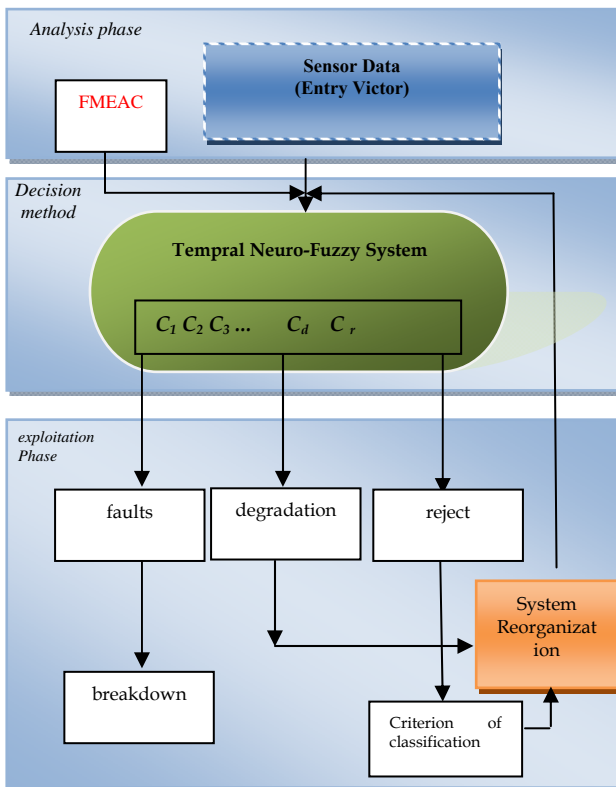 Analysis phase
Sensor Data
(Entry Victor)
FMEAC
Decision
method
Tempral Neuro-Fuzzy System
C1 C2 C3 ... Cd C r
exploitation
Phase
faults
degradation
reject
System
Reorganizat
ion
breakdown
Criterion of
classification